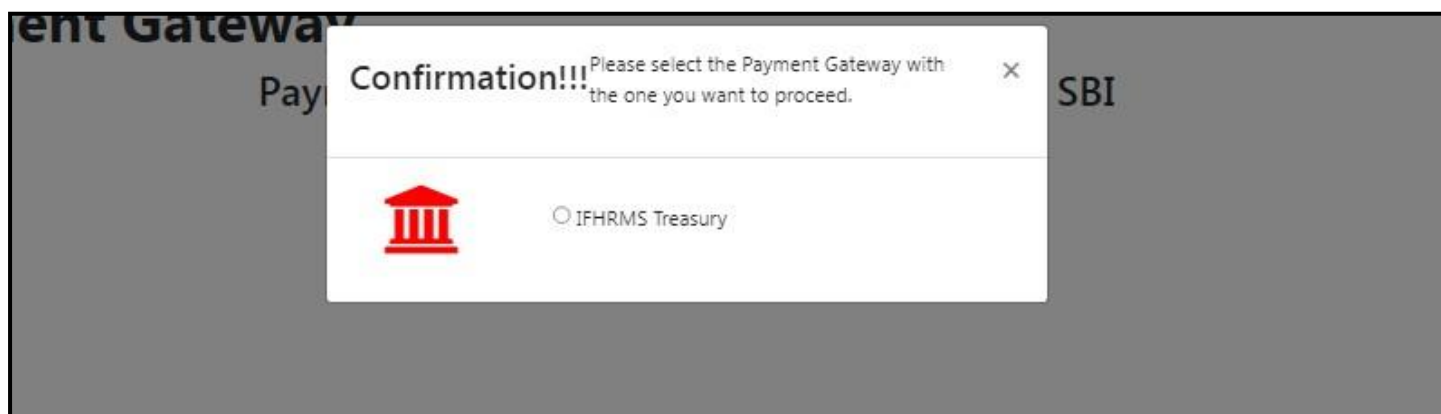 ent Gateway
Pay
SBI
Confirmation!!!
Please select the Payment Gateway with
the one you want to proceed.
×
IFHRMS Treasury